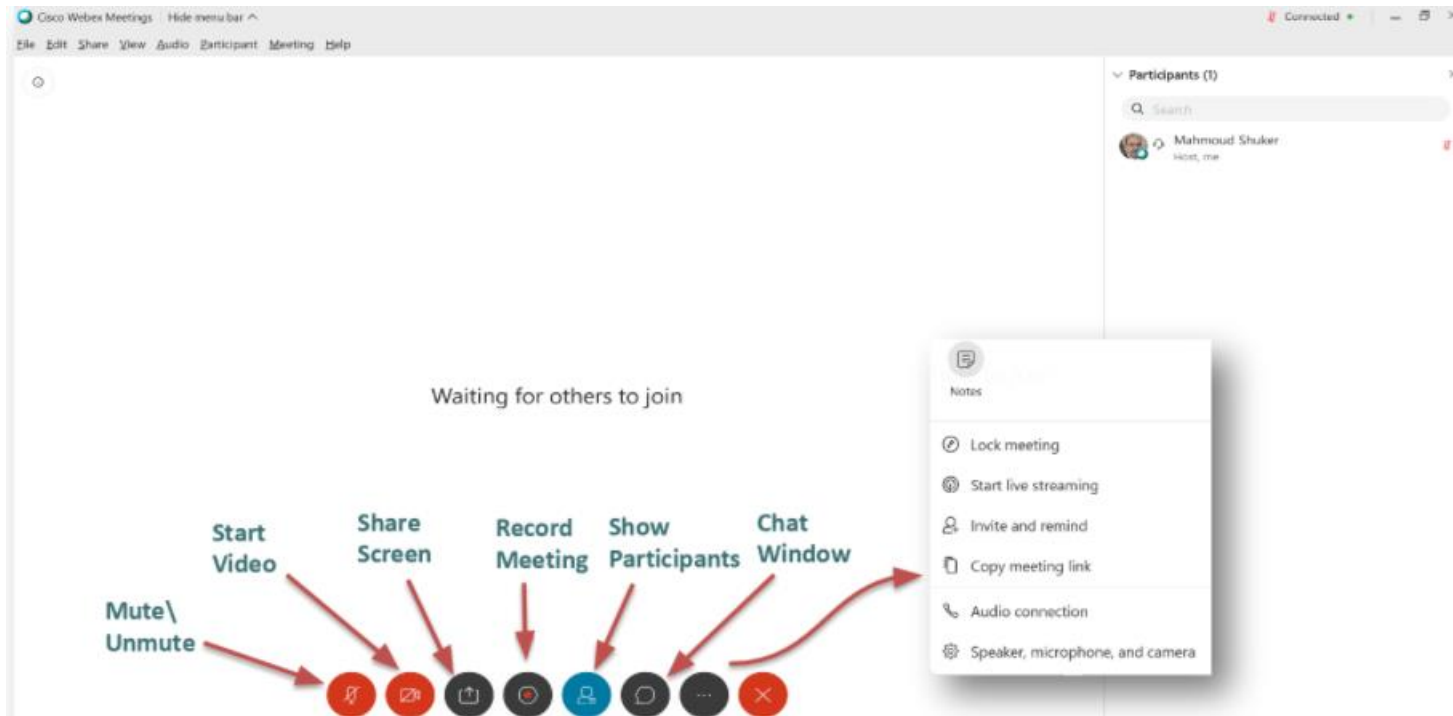 Cisco Webex Meetings Hide menu bar
Connected
File Edit Share View Audio Participant Meeting Help
Participants (1)
Search
Mahmoud Shuker
Host, me
Waiting for others to join
Notes
Lock meeting
Start live streaming
Invite and remind
Copy meeting link
Audio connection
Speaker, microphone, and camera
Mute\
Unmute
Start
Video
Share
Screen
Record
Meeting
Show
Participants
Chat
Window